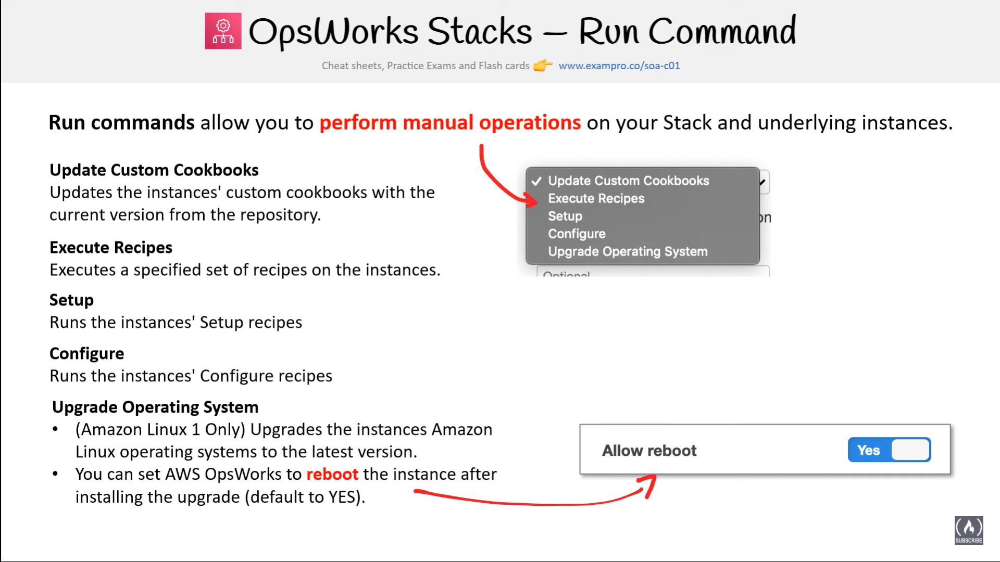 OpsWorks Stacks – Run Command
Cheat sheets, Practice Exams and Flash cards 👉 www.exampro.co/soa-c01
Run commands allow you to perform manual operations on your Stack and underlying instances.
Update Custom Cookbooks
Updates the instances' custom cookbooks with the
current version from the repository.
Execute Recipes
Executes a specified set of recipes on the instances.
Setup
Runs the instances' Setup recipes
Configure
Runs the instances' Configure recipes
Upgrade Operating System
• (Amazon Linux 1 Only) Upgrades the instances Amazon
Linux operating systems to the latest version.
• You can set AWS OpsWorks to reboot the instance after
installing the upgrade (default to YES).
✓ Update Custom Cookbooks
Execute Recipes
Setup
Configure
Upgrade Operating System
on
Optional
Allow reboot Yes
SUBSCRIBE